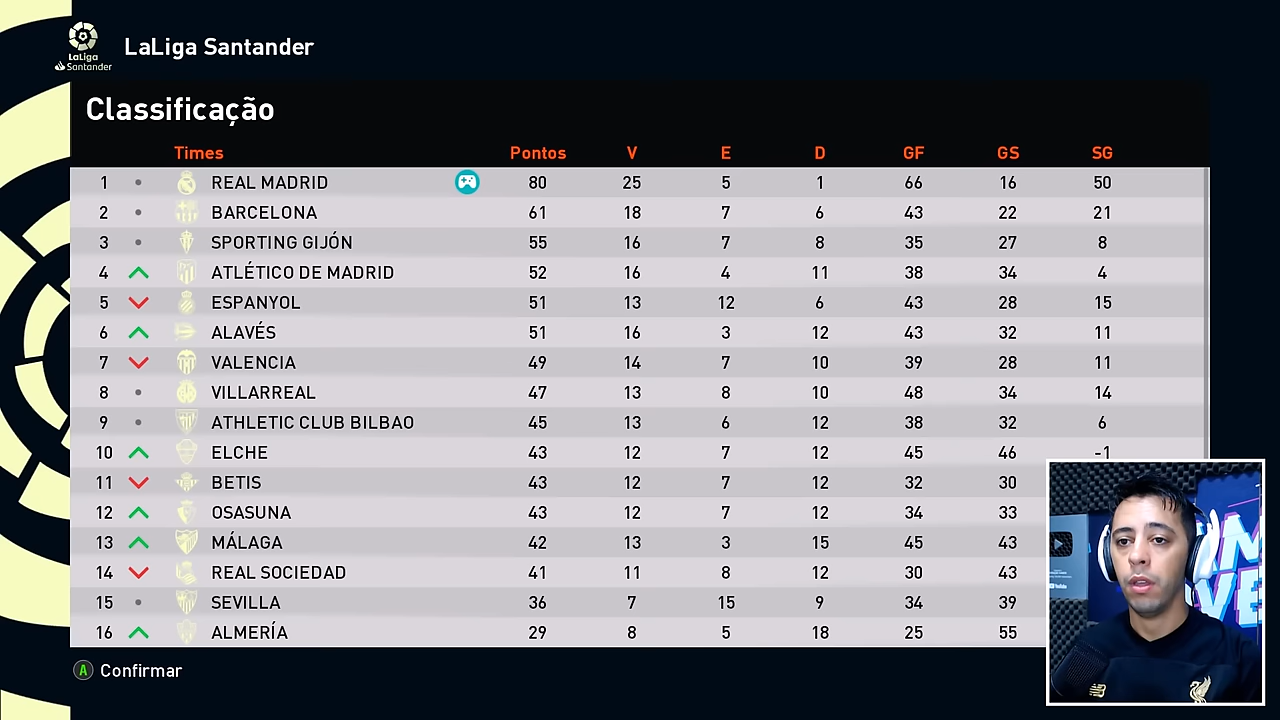 LaLiga Santander
LaLiga
Santander
Classificação
Times Pontos V E D GF GS SG
1 REAL MADRID 80 25 5 1 66 16 50
2 BARCELONA 61 18 7 6 43 22 21
3 SPORTING GIJÓN 55 16 7 8 35 27 8
4 ATLÉTICO DE MADRID 52 16 4 11 38 34 4
5 ESPANYOL 51 13 12 6 43 28 15
6 ALAVÉS 51 16 3 12 43 32 11
7 VALENCIA 49 14 7 10 39 28 11
8 VILLARREAL 47 13 8 10 48 34 14
9 ATHLETIC CLUB BILBAO 45 13 6 12 38 32 6
10 ELCHE 43 12 7 12 45 46 -1
11 BETIS 43 12 7 12 32 30
12 OSASUNA 43 12 7 12 34 33
13 MÁLAGA 42 13 3 15 45 43
14 REAL SOCIEDAD 41 11 8 12 30 43
15 SEVILLA 36 7 15 9 34 39
16 ALMERÍA 29 8 5 18 25 55
A Confirmar